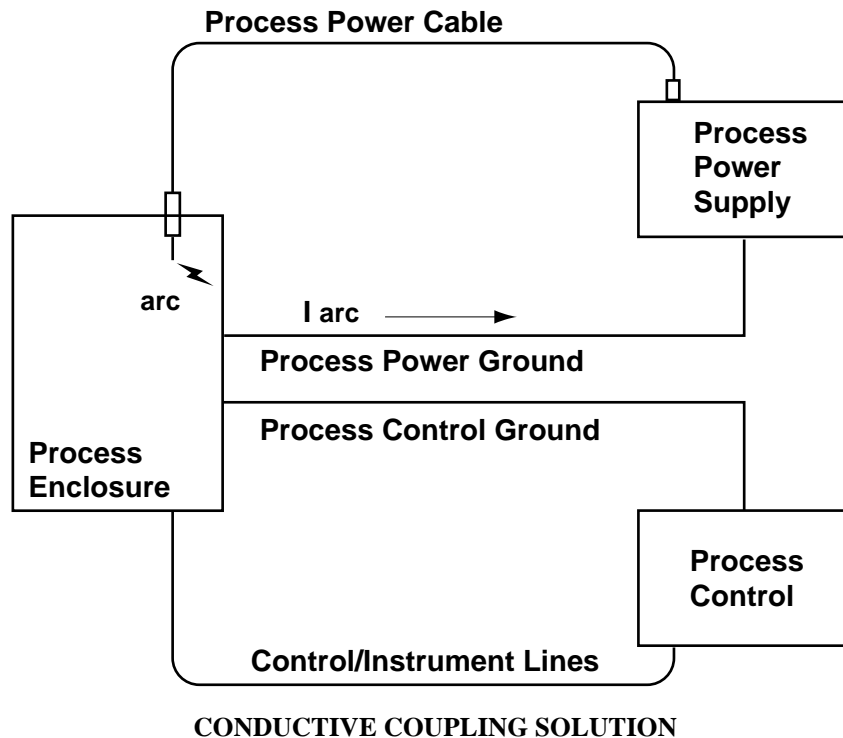 Process Power Cable
Process
Power
Supply
arc
I arc
Process Power Ground
Process Control Ground
Process
Enclosure
Process
Control
Control/Instrument Lines
CONDUCTIVE COUPLING SOLUTION